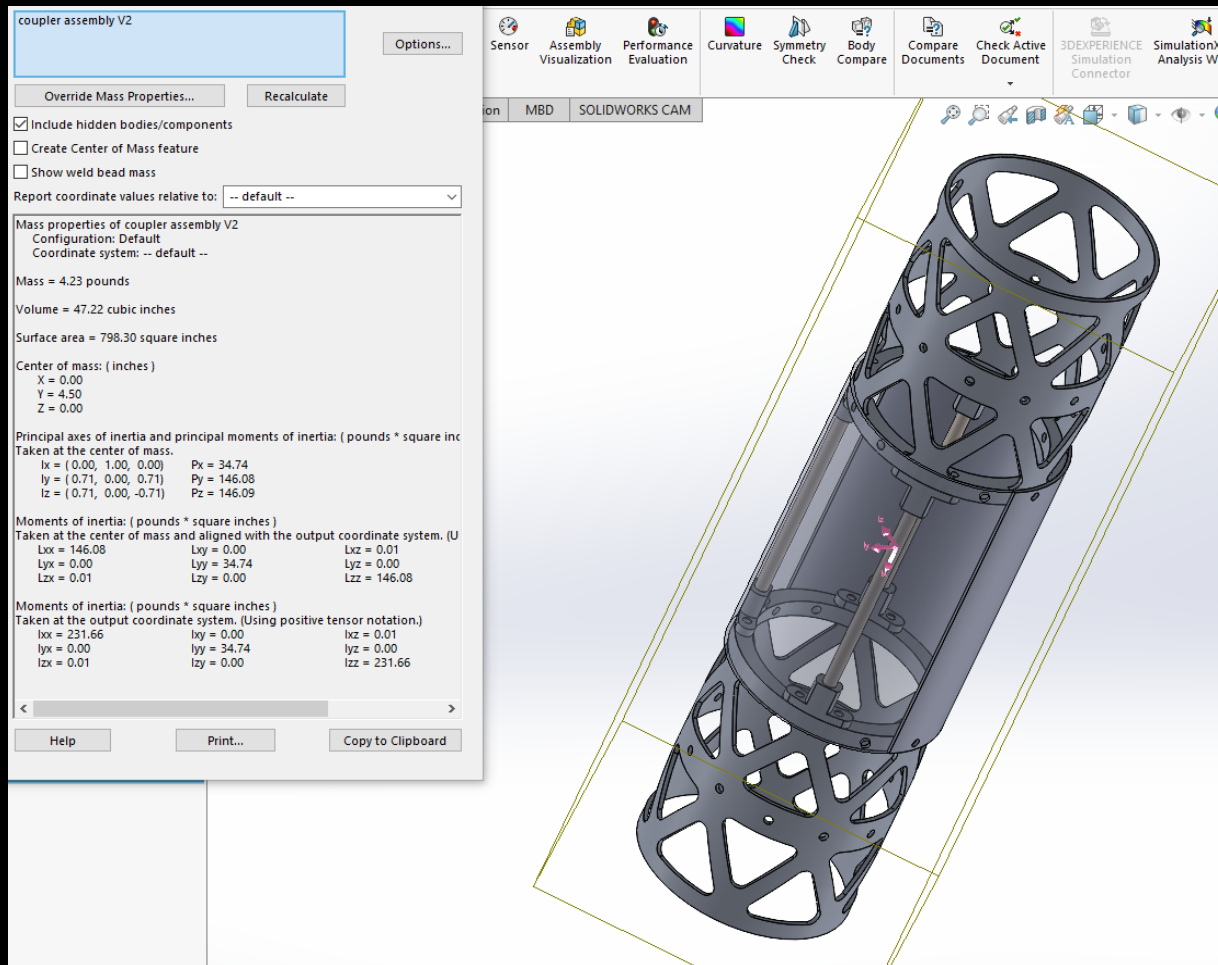 coupler assembly V2
Options...
Override Mass Properties...
Recalculate
Include hidden bodies/components
Create Center of Mass feature
Show weld bead mass
Report coordinate values relative to:
-- default --
Mass properties of coupler assembly V2
Configuration: Default
Coordinate system: -- default --
Mass = 4.23 pounds
Volume = 47.22 cubic inches
Surface area = 798.30 square inches
Center of mass: ( inches )
X = 0.00
Y = 4.50
Z = 0.00
Principal axes of inertia and principal moments of inertia: ( pounds * square inc
Taken at the center of mass.
Ix = ( 0.00, 1.00, 0.00) Px = 34.74
Iy = ( 0.71, 0.00, 0.71) Py = 146.08
Iz = ( 0.71, 0.00, -0.71) Pz = 146.09
Moments of inertia: ( pounds * square inches )
Taken at the center of mass and aligned with the output coordinate system. (U
Lxx = 146.08 Lxy = 0.00 Lxz = 0.01
Lyx = 0.00 Lyy = 34.74 Lyz = 0.00
Lzx = 0.01 Lzy = 0.00 Lzz = 146.08
Moments of inertia: ( pounds * square inches )
Taken at the output coordinate system. (Using positive tensor notation.)
Ixx = 231.66 Ixy = 0.00 Ixz = 0.01
Iyx = 0.00 Iyy = 34.74 Iyz = 0.00
Izx = 0.01 Izy = 0.00 Izz = 231.66
Help
Print...
Copy to Clipboard
Sensor
Assembly
Visualization
Performance
Evaluation
Curvature
Symmetry
Check
Body
Compare
Compare
Documents
Check Active
Document
3DEXPERIENCE
Simulation
Connector
SimulationX
Analysis W
ion
MBD
SOLIDWORKS CAM